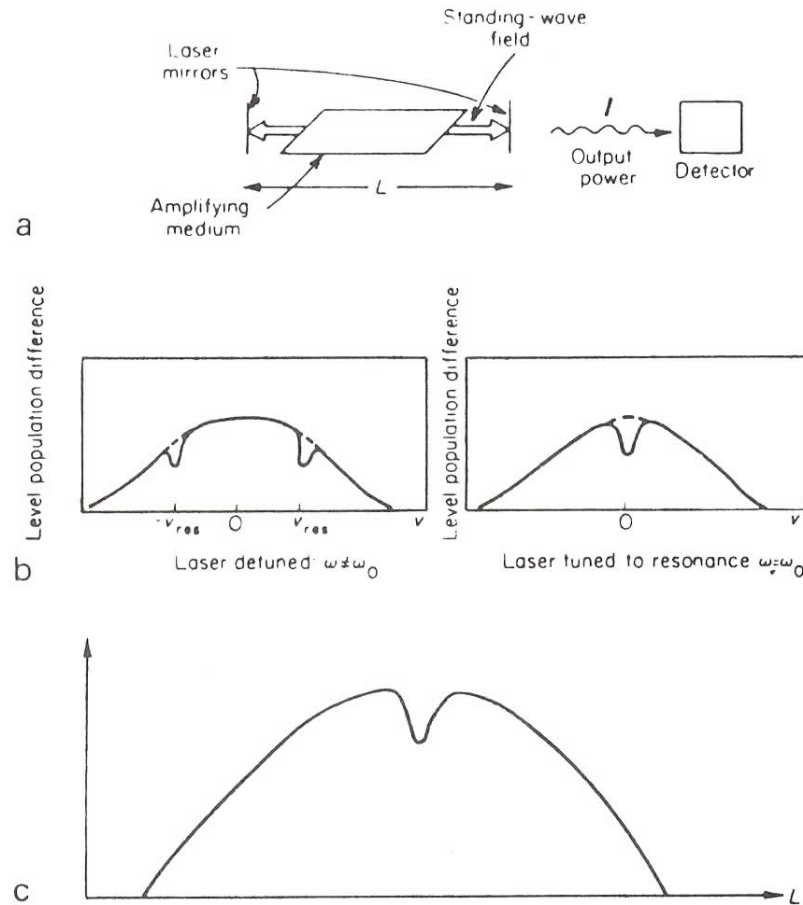 Standing-wave
field
Laser
mirrors
I
Output
power
Detector
L
Amplifying
medium
a
Level population difference
-v_res
0
v_res
v
Laser detuned ω≠ω₀
Level population difference
0
v
Laser tuned to resonance ω=ω₀
b
c
L